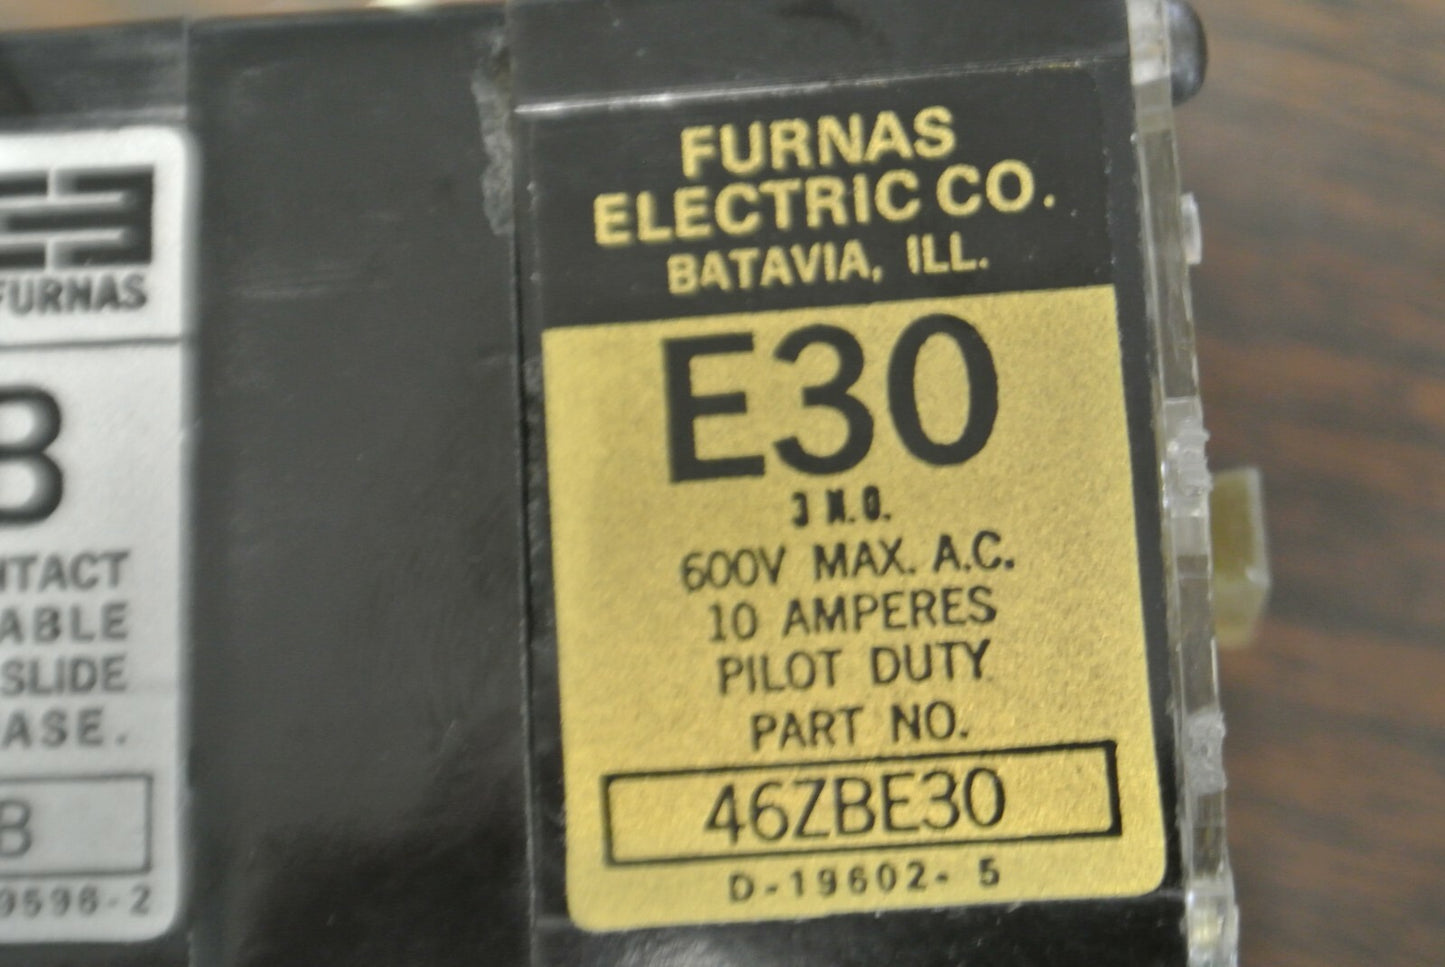 FURNAS
B
NTACT
ABLE
SLIDE
ASE.
B
9596-2
FURNAS
ELECTRIC CO.
BATAVIA, ILL.
E30
3 N.O.
600V MAX. A.C.
10 AMPERES
PILOT DUTY
PART NO.
46ZBE30
D-19602-5